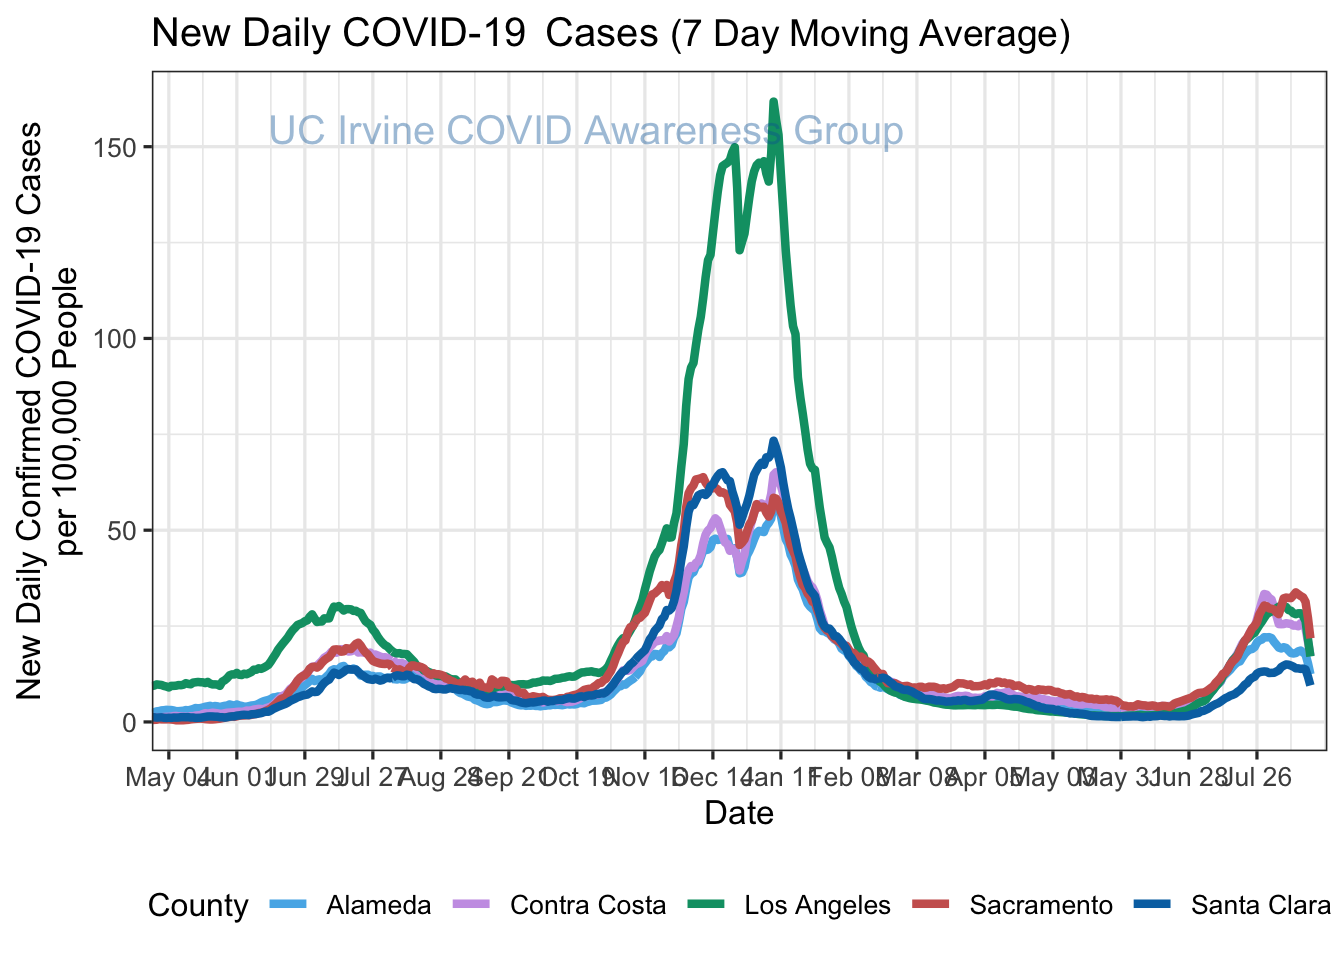 New Daily COVID-19 Cases (7 Day Moving Average)
UC Irvine COVID Awareness Group
New Daily Confirmed COVID-19 Cases
per 100,000 People
150
100
50
0
May 04 Jun 01 Jun 29 Jul 27 Aug 24 Sep 21 Oct 19 Nov 16 Dec 14 Jan 11 Feb 08 Mar 08 Apr 05 May 03 May 31 Jun 28 Jul 26
Date
County Alameda Contra Costa Los Angeles Sacramento Santa Clara